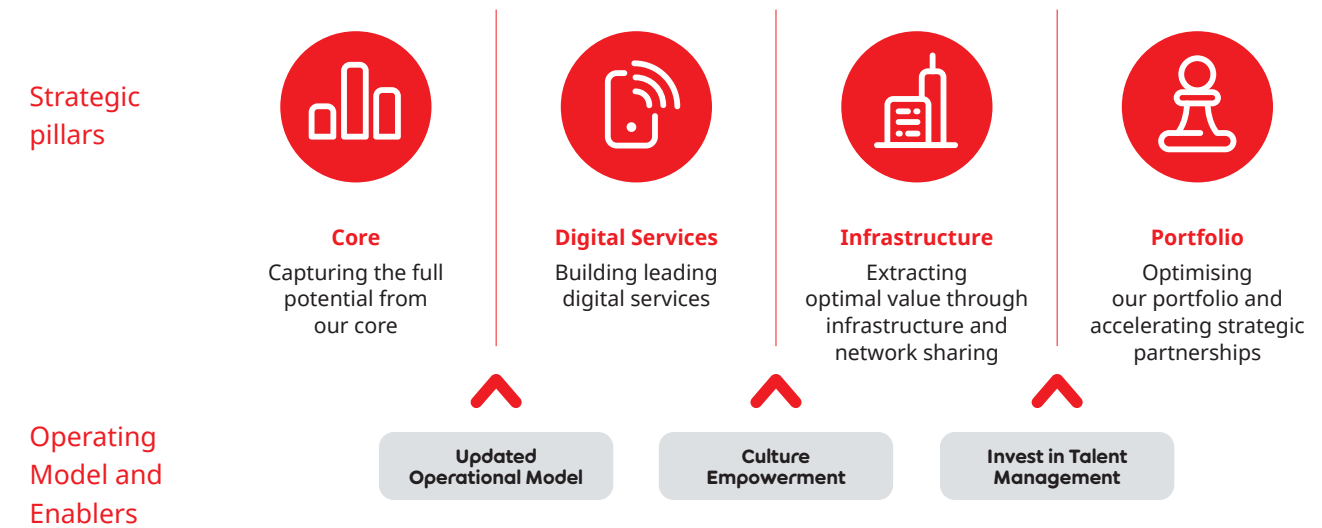 Strategic
pillars
Core
Capturing the full
potential from
our core
Digital Services
Building leading
digital services
Infrastructure
Extracting
optimal value through
infrastructure and
network sharing
Portfolio
Optimising
our portfolio and
accelerating strategic
partnerships
Operating
Model and
Enablers
Updated
Operational Model
Culture
Empowerment
Invest in Talent
Management